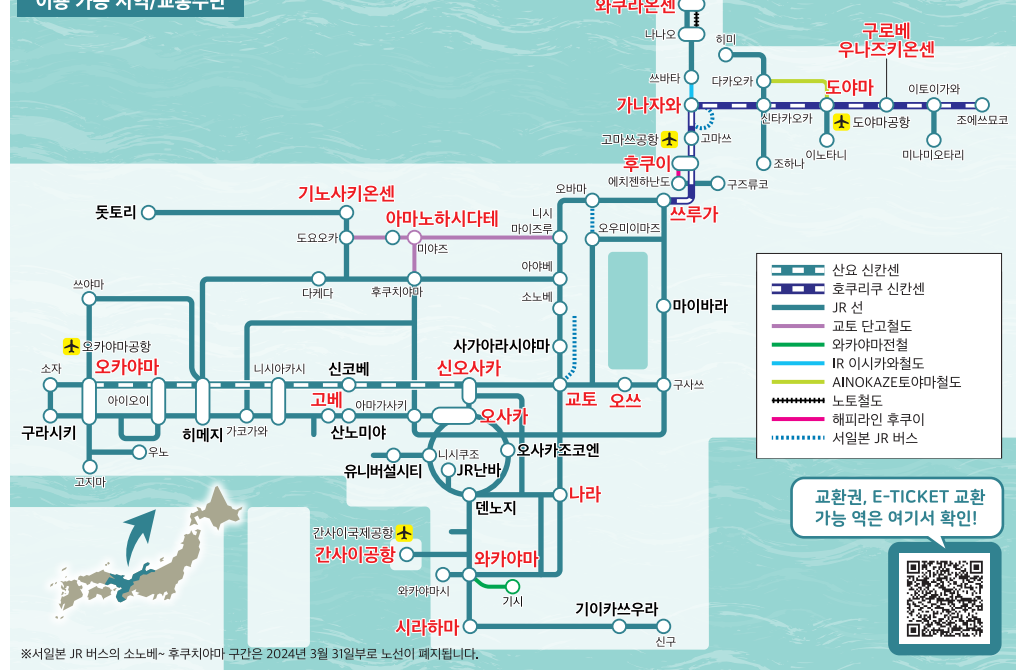 이용 가능 지역/교통수단
와쿠라온센
나나오
히미
구로베
우나즈키온센
쓰바타
다카오카
도야마
이토이가와
가나자와
신타카오카
도야마공항
조에쓰묘코
고마쓰공항
고마쓰
이노타니
미나미오타리
후쿠이
조하나
에치젠하난도
구즈류코
오바마
기노사키온센
돗토리
아마노하시다테
니시
마이즈루
쓰루가
오우미이마즈
도요오카
미야즈
아야베
쓰야마
다케다
후쿠치야마
소노베
마이바라
오카야마공항
사가아라시야마
소자
오카야마
니시아카시
신코베
신오사카
구사쓰
아이오이
고베
아마가사키
교토
오쓰
오사카
구라시키
히메지
가코가와
산노미야
우노
유니버설시티
니시쿠조
오사카조코엔
JR난바
고지마
나라
덴노지
간사이국제공항
간사이공항
와카야마
와카야마시
기시
기이카쓰우라
시라하마
신구
산요 신칸센
호쿠리쿠 신칸센
JR 선
교토 단고철도
와카야마전철
IR 이시카와철도
AINOKAZE토야마철도
노토철도
해피라인 후쿠이
서일본 JR 버스
교환권, E-TICKET 교환
가능 역은 여기서 확인!
※서일본 JR 버스의 소노베~ 후쿠치야마 구간은 2024년 3월 31일부로 노선이 폐지됩니다.